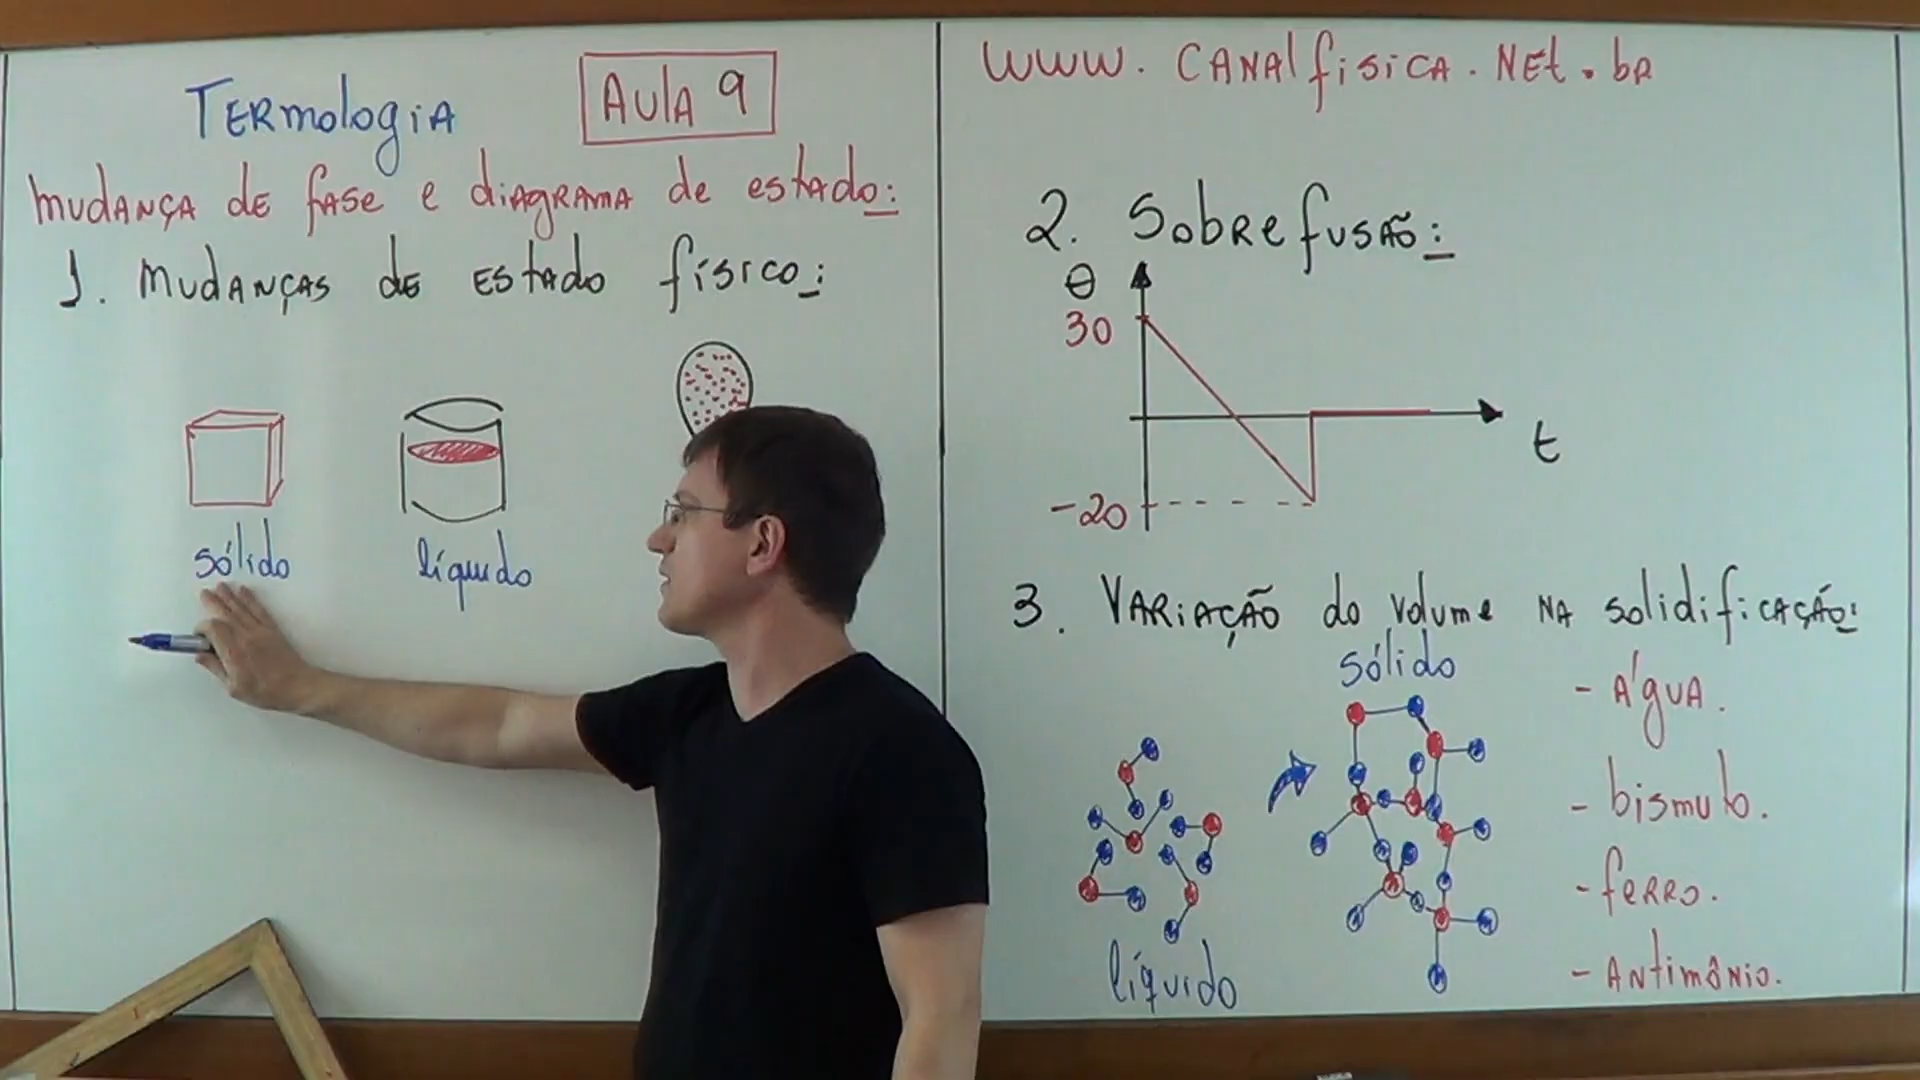 Termologia
Aula 9
mudança de fase e diagrama de estado:
1. mudanças de estado físico:
sólido
líquido
www.canalfisica.net.br
2. Sobrefusão:
θ
30
t
-20
3. Variação do volume na solidificação:
sólido
líquido
- água.
- bismuto.
- ferro.
- Antimônio.